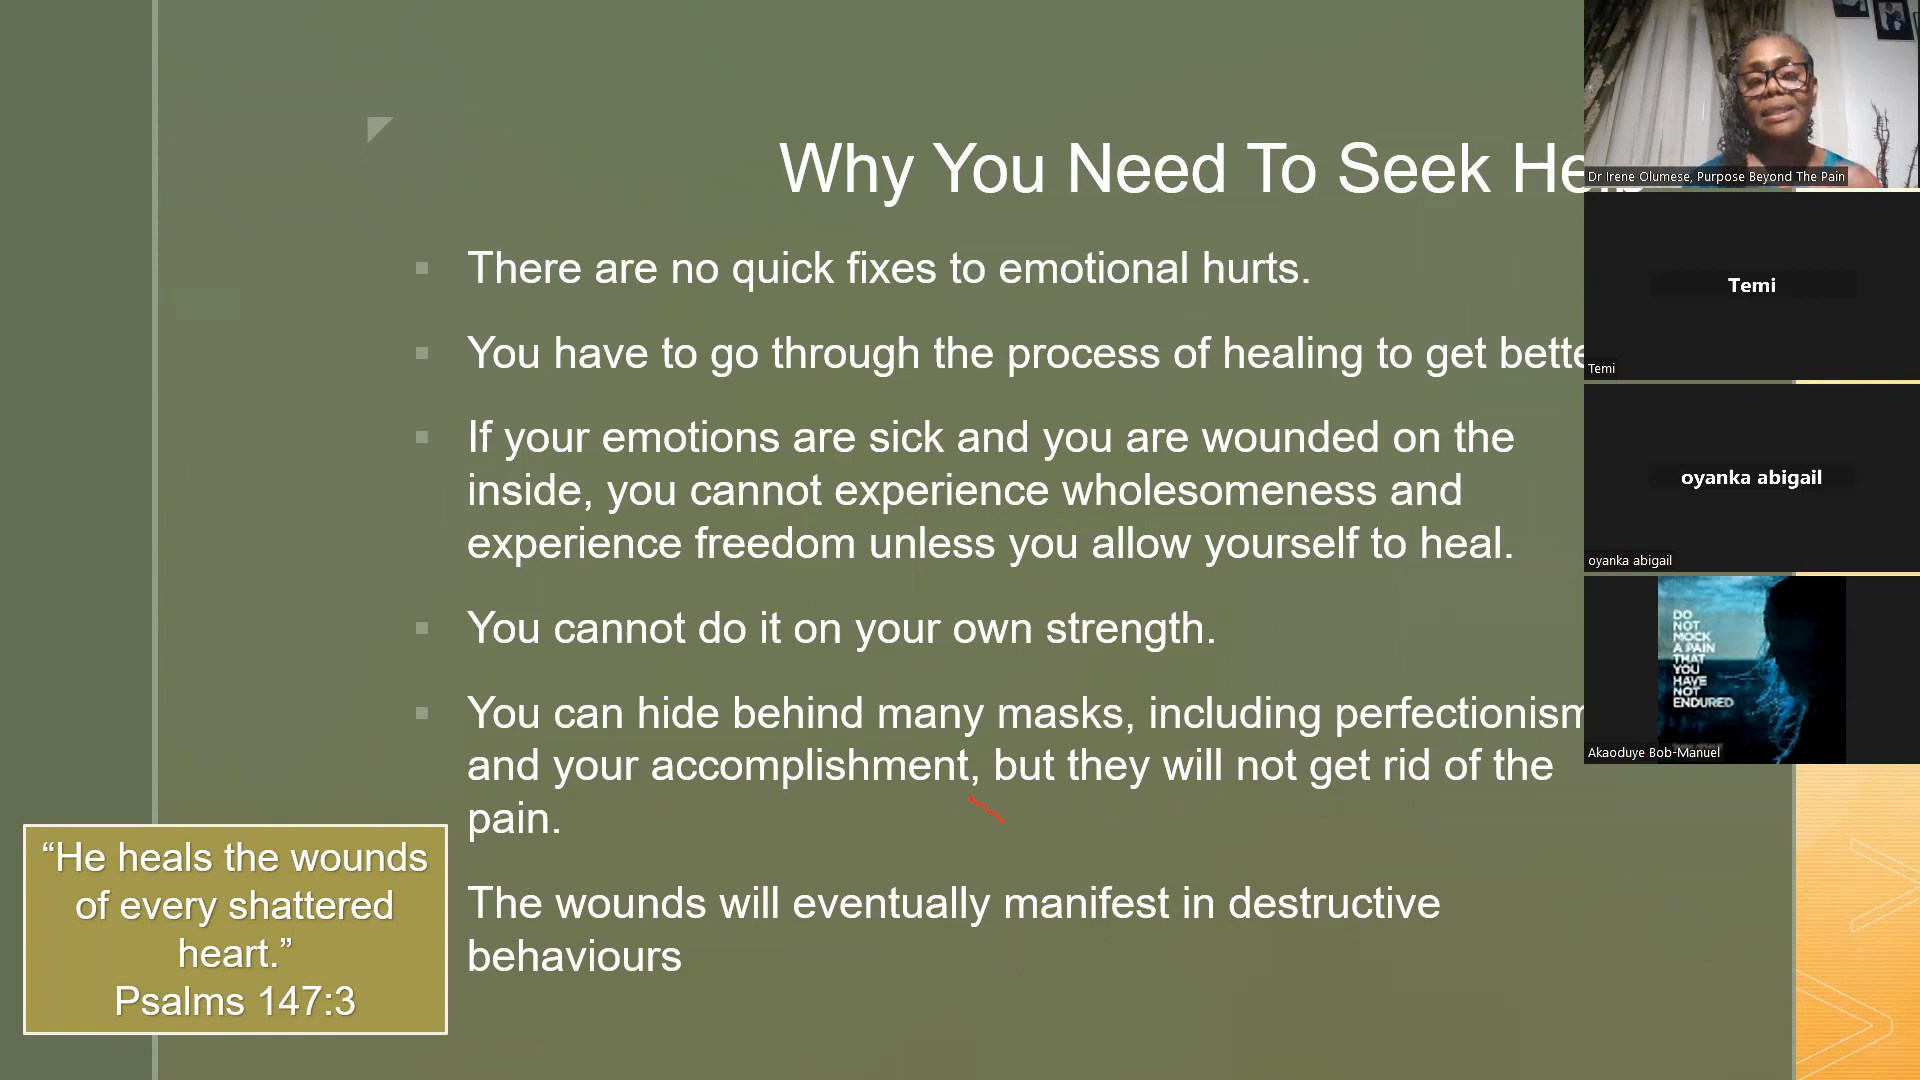 Why You Need To Seek Help
There are no quick fixes to emotional hurts.
You have to go through the process of healing to get bette
If your emotions are sick and you are wounded on the
inside, you cannot experience wholesomeness and
experience freedom unless you allow yourself to heal.
You cannot do it on your own strength.
You can hide behind many masks, including perfectionism
and your accomplishment, but they will not get rid of the
pain.
The wounds will eventually manifest in destructive
behaviours
“He heals the wounds
of every shattered
heart.”
Psalms 147:3
Dr Irene Olumese, Purpose Beyond The Pain
Temi
Temi
oyanka abigail
oyanka abigail
DO
NOT
MOCK
A PAIN
THAT
YOU
HAVE
NOT
ENDURED
Akaoduye Bob-Manuel